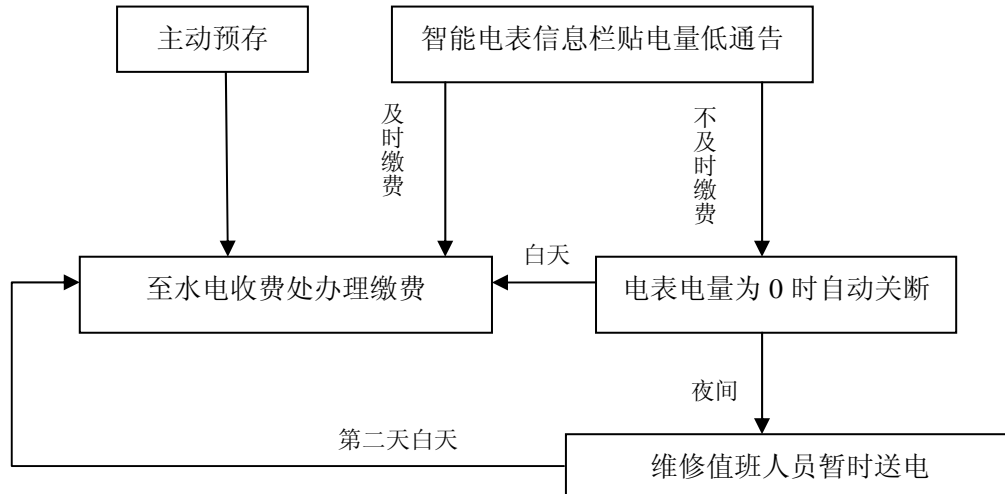 主动预存
智能电表信息栏贴电量低通告
及时缴费
不及时缴费
白天
至水电收费处办理缴费
电表电量为 0 时自动关断
夜间
第二天白天
维修值班人员暂时送电